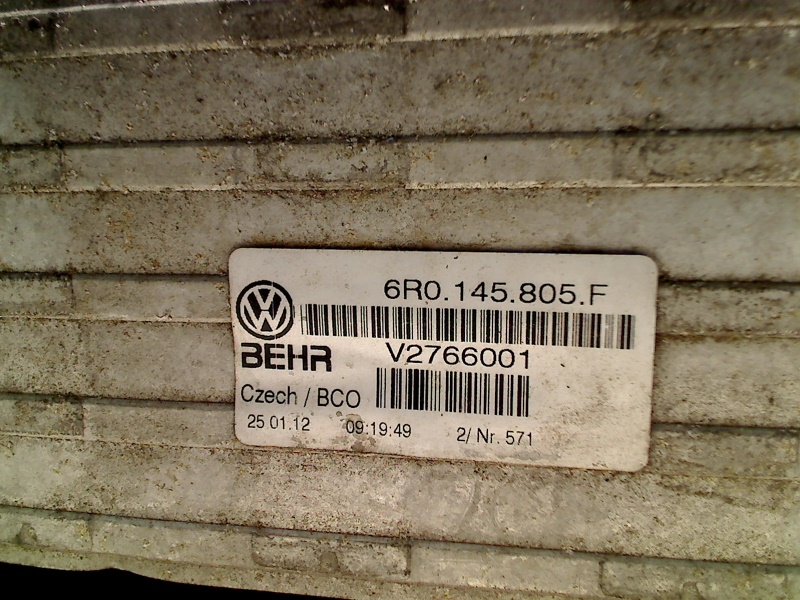 6R0.145.805.F
BEHR V2766001
Czech / BCO
25.01.12 09:19:49 2/ Nr. 571